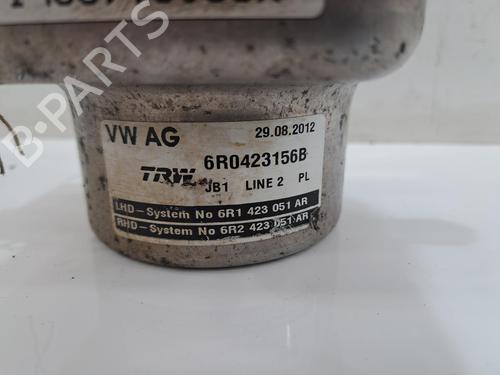 VW AG 29.08.2012
TRW 6R0423156B
JB1 LINE 2 PL
LHD-System No 6R1 423 051 AR
RHD-System No 6R2 423 051 AR